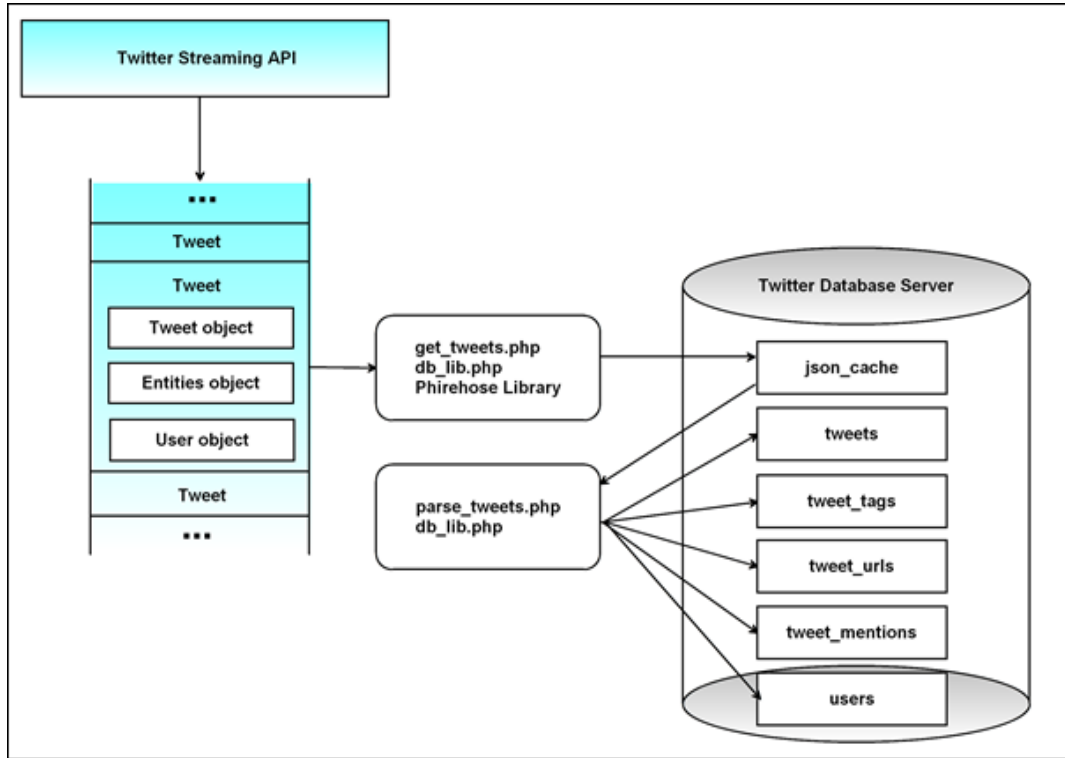 Twitter Streaming API
...
Tweet
Tweet
Tweet object
Entities object
User object
Tweet
...
get_tweets.php
db_lib.php
Phirehose Library
parse_tweets.php
db_lib.php
Twitter Database Server
json_cache
tweets
tweet_tags
tweet_urls
tweet_mentions
users